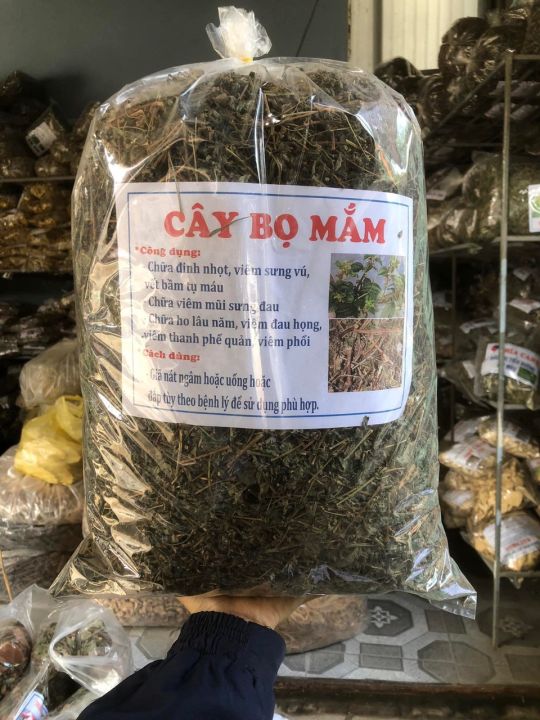 CÂY BỌ MẮM
*Công dụng:
- Chữa đinh nhọt, viêm sưng vú,
vết bầm tụ máu
- Chữa viêm mũi sưng đau
- Chữa ho lâu năm, viêm đau họng,
viêm thanh phế quản, viêm phổi
*Cách dùng:
- Giã nát ngâm hoặc uống hoặc
đắp tùy theo bệnh lý để sử dụng phù hợp.